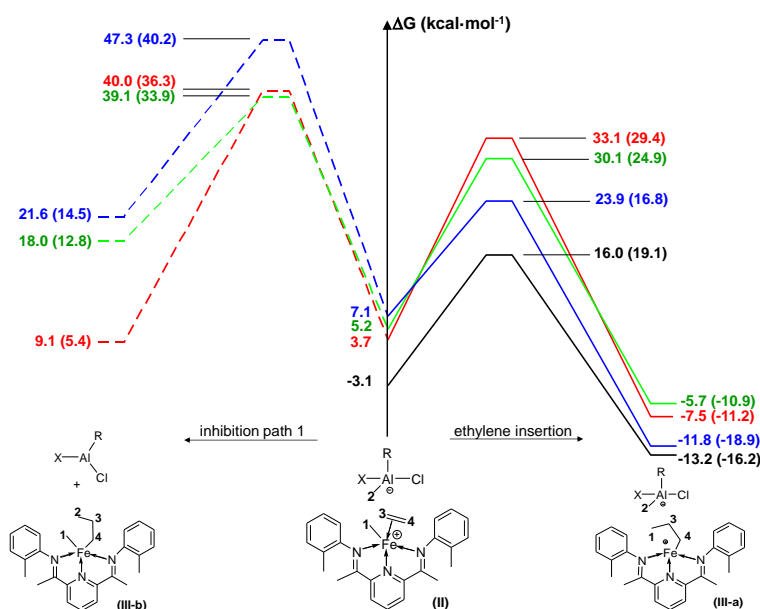 ΔG (kcal·mol⁻¹)
47.3 (40.2)
40.0 (36.3)
39.1 (33.9)
33.1 (29.4)
30.1 (24.9)
21.6 (14.5)
18.0 (12.8)
23.9 (16.8)
16.0 (19.1)
9.1 (5.4)
7.1
5.2
3.7
-3.1
-5.7 (-10.9)
-7.5 (-11.2)
-11.8 (-18.9)
-13.2 (-16.2)
inhibition path 1
ethylene insertion
R
X Al
Cl
+
2 3
1 4
Fe
N N
N
(III-b)
R
X Al Cl
2 ⊖
3 4
1
Fe ⊕
N N
N
(II)
R
X Al Cl
2 ⊖
3
1 4
⊕
Fe
N N
N
(III-a)